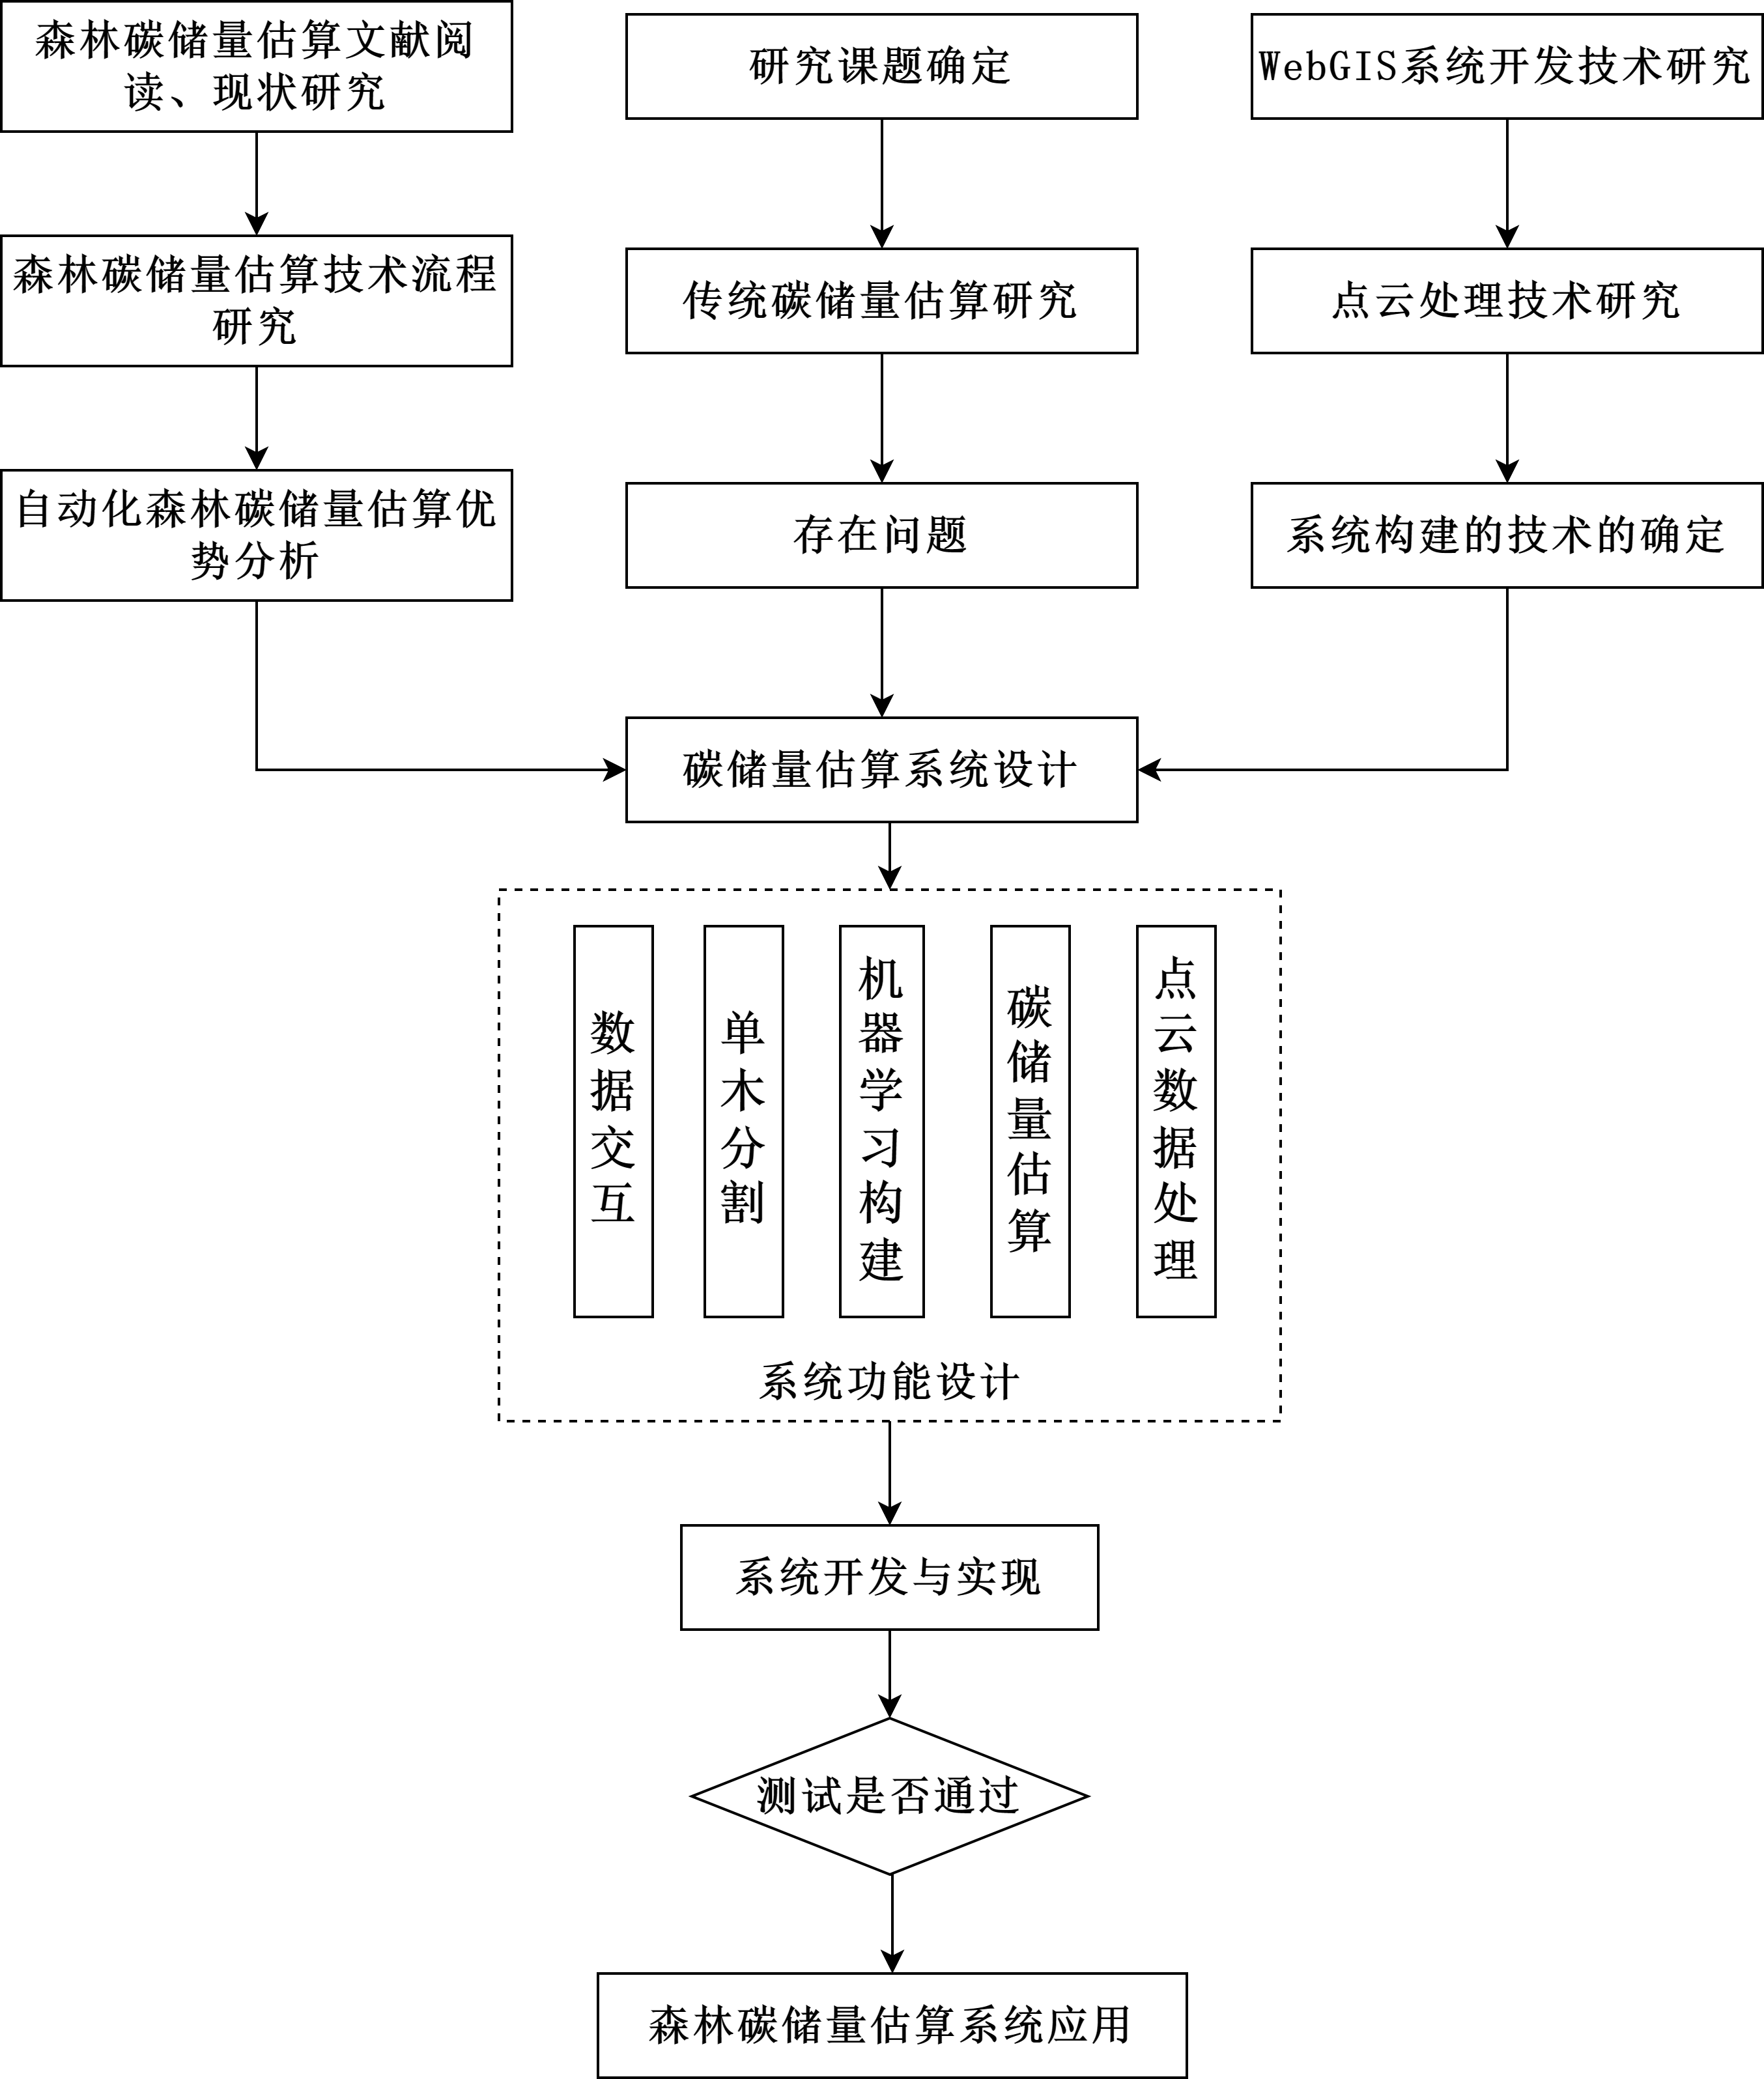 森林碳储量估算文献阅
读、现状研究
研究课题确定
WebGIS系统开发技术研究
森林碳储量估算技术流程
研究
传统碳储量估算研究
点云处理技术研究
自动化森林碳储量估算优
势分析
存在问题
系统构建的技术的确定
碳储量估算系统设计
数据交互
单木分割
机器学习构建
碳储量估算
点云数据处理
系统功能设计
系统开发与实现
测试是否通过
森林碳储量估算系统应用